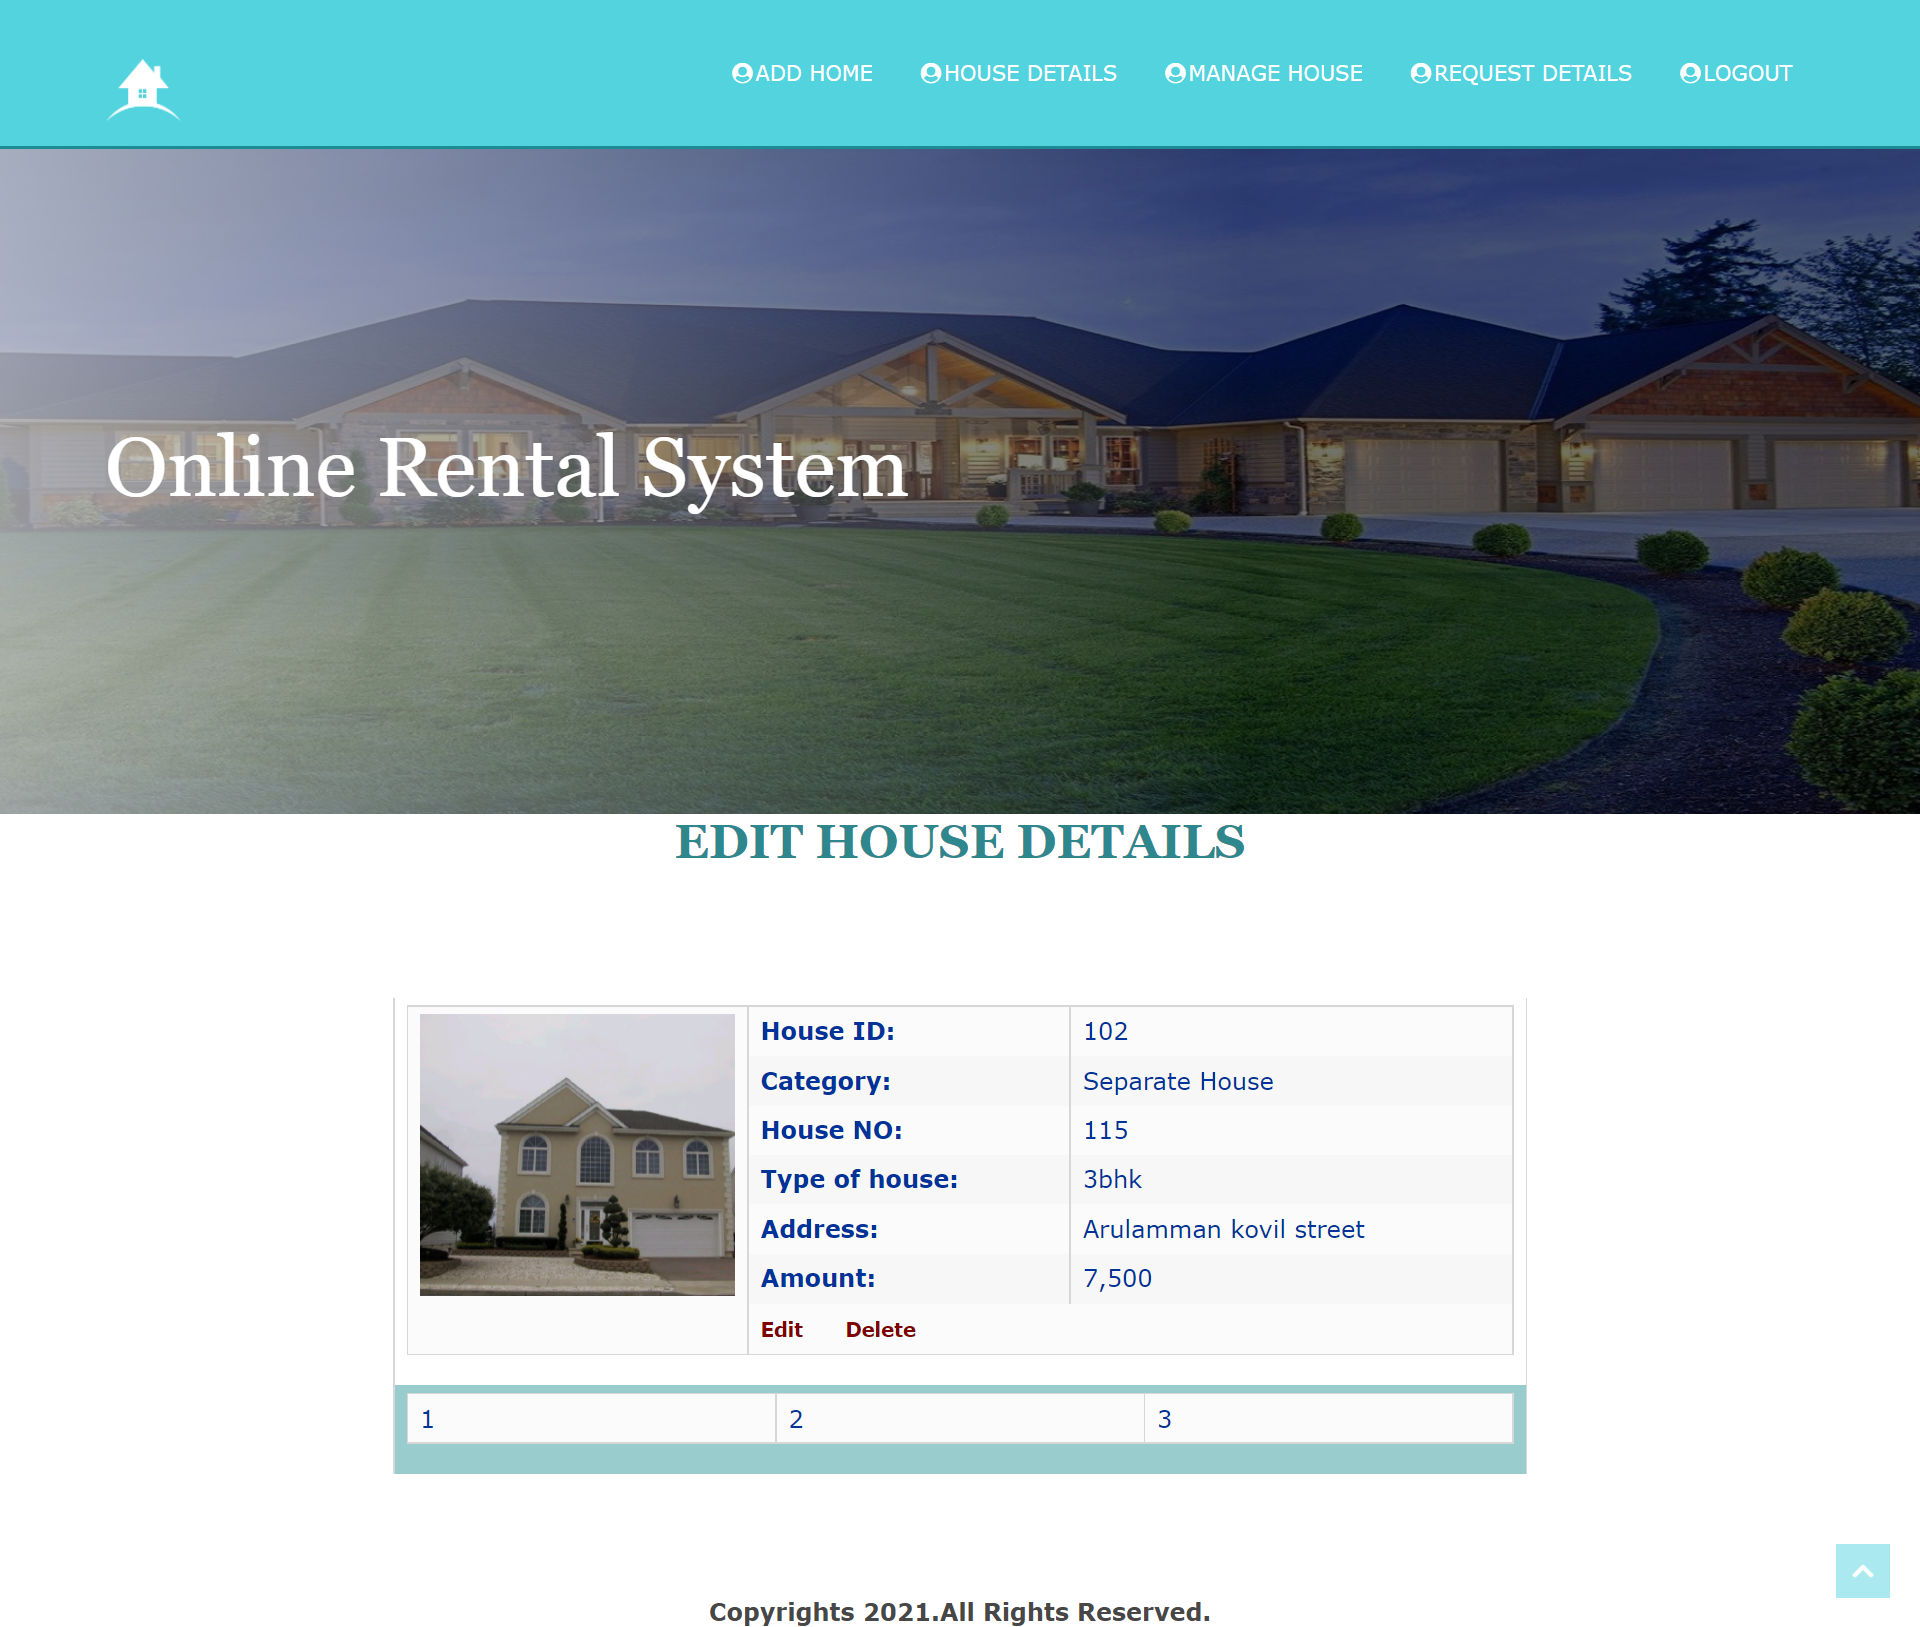 ADD HOME HOUSE DETAILS MANAGE HOUSE REQUEST DETAILS LOGOUT
Online Rental System
EDIT HOUSE DETAILS
House ID: 102
Category: Separate House
House NO: 115
Type of house: 3bhk
Address: Arulamman kovil street
Amount: 7,500
Edit Delete
1 2 3
Copyrights 2021.All Rights Reserved.